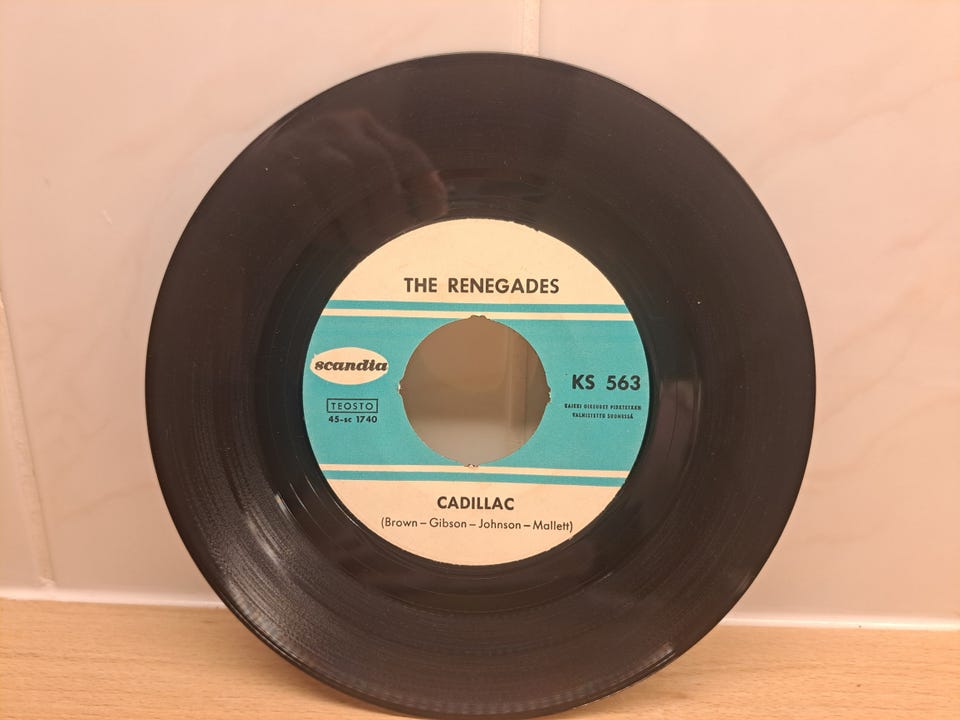 THE RENEGADES
scandia
TEOSTO
45-sc 1740
KS 563
KAIKKI OIKEUDET PIDÄTETÄÄN
VALMISTETTU SUOMESSA
CADILLAC
(Brown – Gibson – Johnson – Mallett)